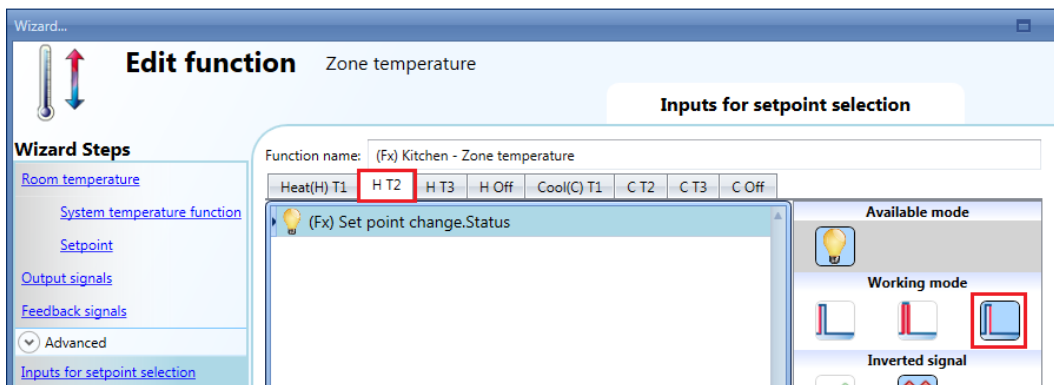 Wizard...
Edit function Zone temperature
Inputs for setpoint selection
Wizard Steps
Room temperature
System temperature function
Setpoint
Output signals
Feedback signals
Advanced
Inputs for setpoint selection
Function name: (Fx) Kitchen - Zone temperature
Heat(H) T1 H T2 H T3 H Off Cool(C) T1 C T2 C T3 C Off
(Fx) Set point change.Status
Available mode
Working mode
Inverted signal